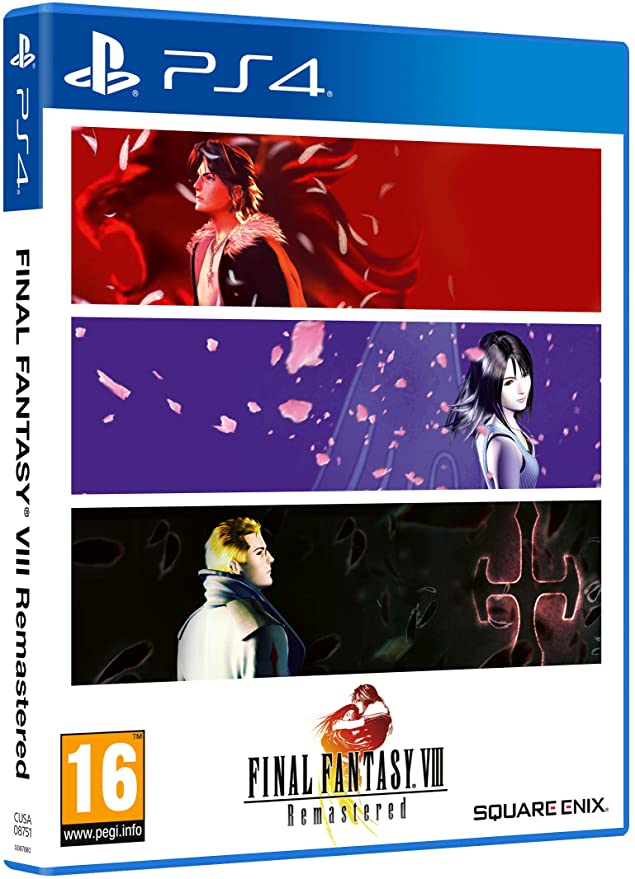 PS4
PS4
FINAL FANTASY® VIII Remastered
CUSA
08751
16
www.pegi.info
FINAL FANTASY. VIII
Remastered
SQUARE ENIX.